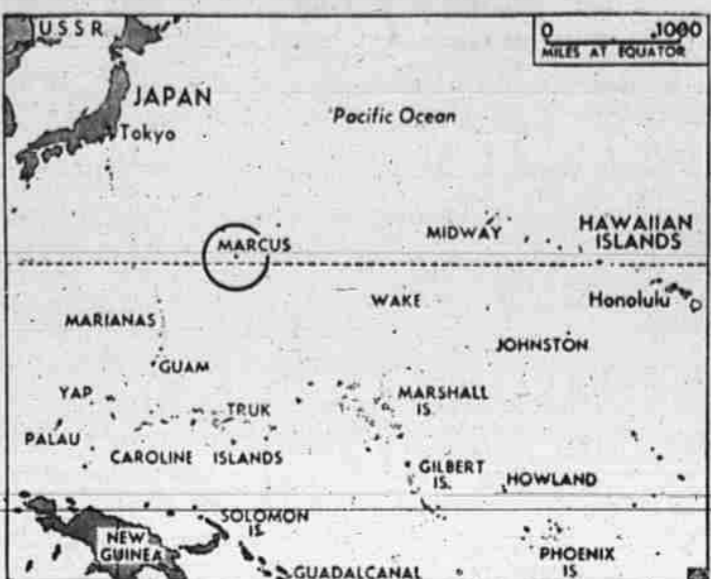 USSR
0 1000
MILES AT EQUATOR
JAPAN
Pacific Ocean
Tokyo
MARCUS
MIDWAY
HAWAIIAN
ISLANDS
WAKE
Honolulu
MARIANAS
JOHNSTON
GUAM
YAP
TRUK
MARSHALL
IS.
PALAU
CAROLINE ISLANDS
GILBERT
IS.
HOWLAND
SOLOMON
IS.
NEW
GUINEA
PHOENIX
IS.
GUADALCANAL